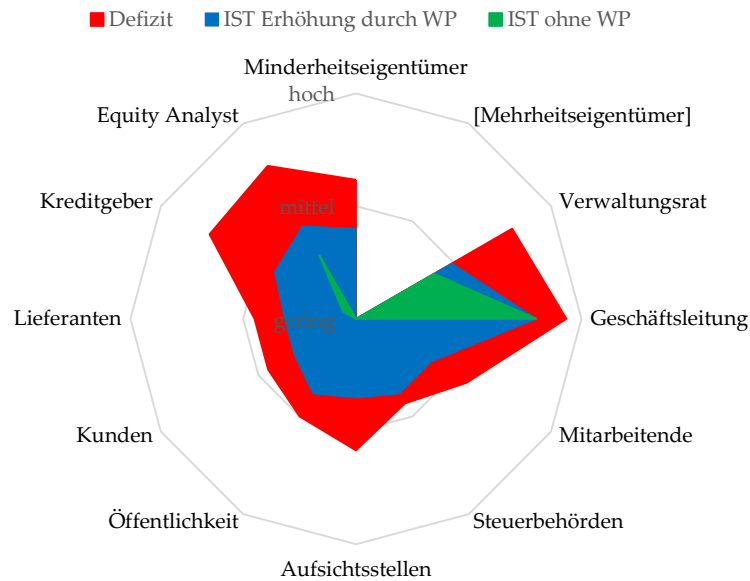 Defizit IST Erhöhung durch WP IST ohne WP
Minderheitseigentümer
hoch
Equity Analyst
[Mehrheitseigentümer]
Kreditgeber
mittel
Verwaltungsrat
Lieferanten
gering
Geschäftsleitung
Kunden
Mitarbeitende
Öffentlichkeit
Steuerbehörden
Aufsichtsstellen